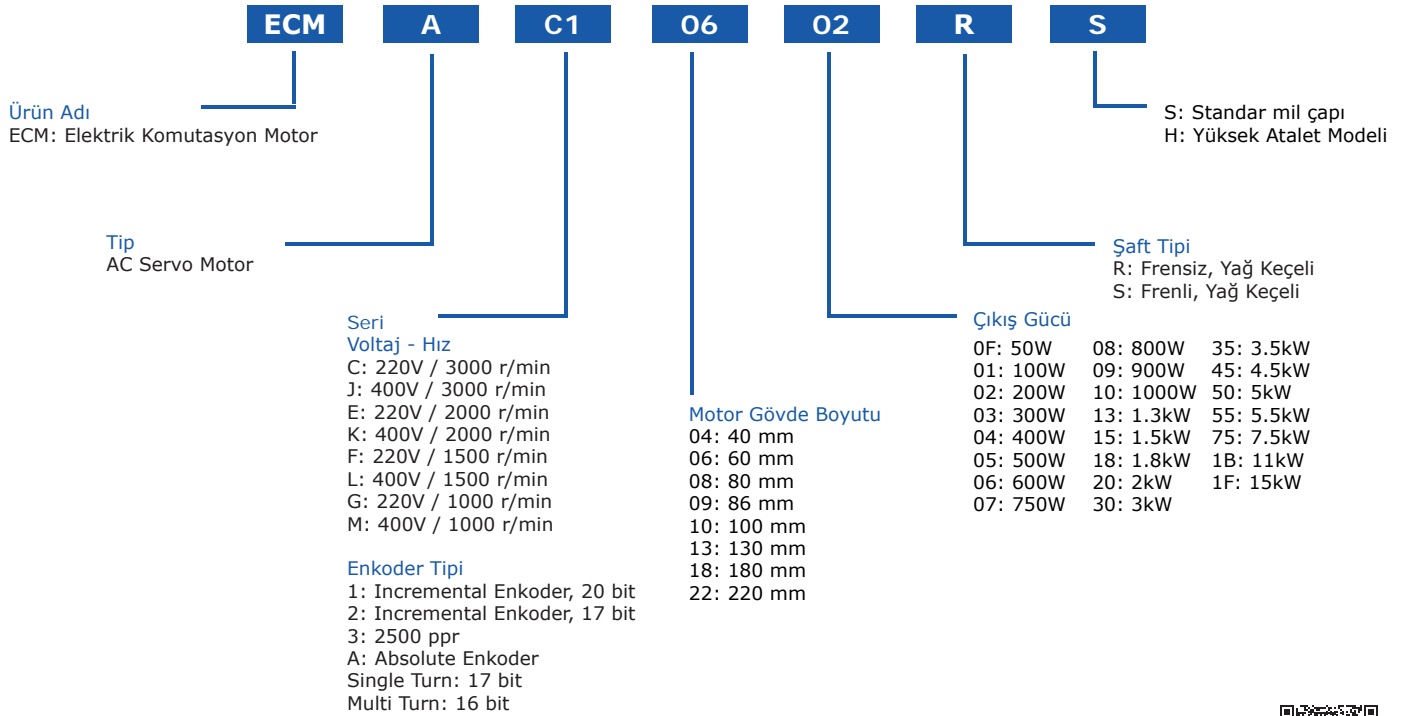 ECM A C1 06 02 R S
Ürün Adı
ECM: Elektrik Komutasyon Motor
S: Standar mil çapı
H: Yüksek Atalet Modeli
Tip
AC Servo Motor
Şaft Tipi
R: Frensiz, Yağ Keçeli
S: Frenli, Yağ Keçeli
Seri
Voltaj - Hız
C: 220V / 3000 r/min
J: 400V / 3000 r/min
E: 220V / 2000 r/min
K: 400V / 2000 r/min
F: 220V / 1500 r/min
L: 400V / 1500 r/min
G: 220V / 1000 r/min
M: 400V / 1000 r/min
Enkoder Tipi
1: Incremental Enkoder, 20 bit
2: Incremental Enkoder, 17 bit
3: 2500 ppr
A: Absolute Enkoder
Single Turn: 17 bit
Multi Turn: 16 bit
Motor Gövde Boyutu
04: 40 mm
06: 60 mm
08: 80 mm
09: 86 mm
10: 100 mm
13: 130 mm
18: 180 mm
22: 220 mm
Çıkış Gücü
0F: 50W 08: 800W 35: 3.5kW
01: 100W 09: 900W 45: 4.5kW
02: 200W 10: 1000W 50: 5kW
03: 300W 13: 1.3kW 55: 5.5kW
04: 400W 15: 1.5kW 75: 7.5kW
05: 500W 18: 1.8kW 1B: 11kW
06: 600W 20: 2kW 1F: 15kW
07: 750W 30: 3kW